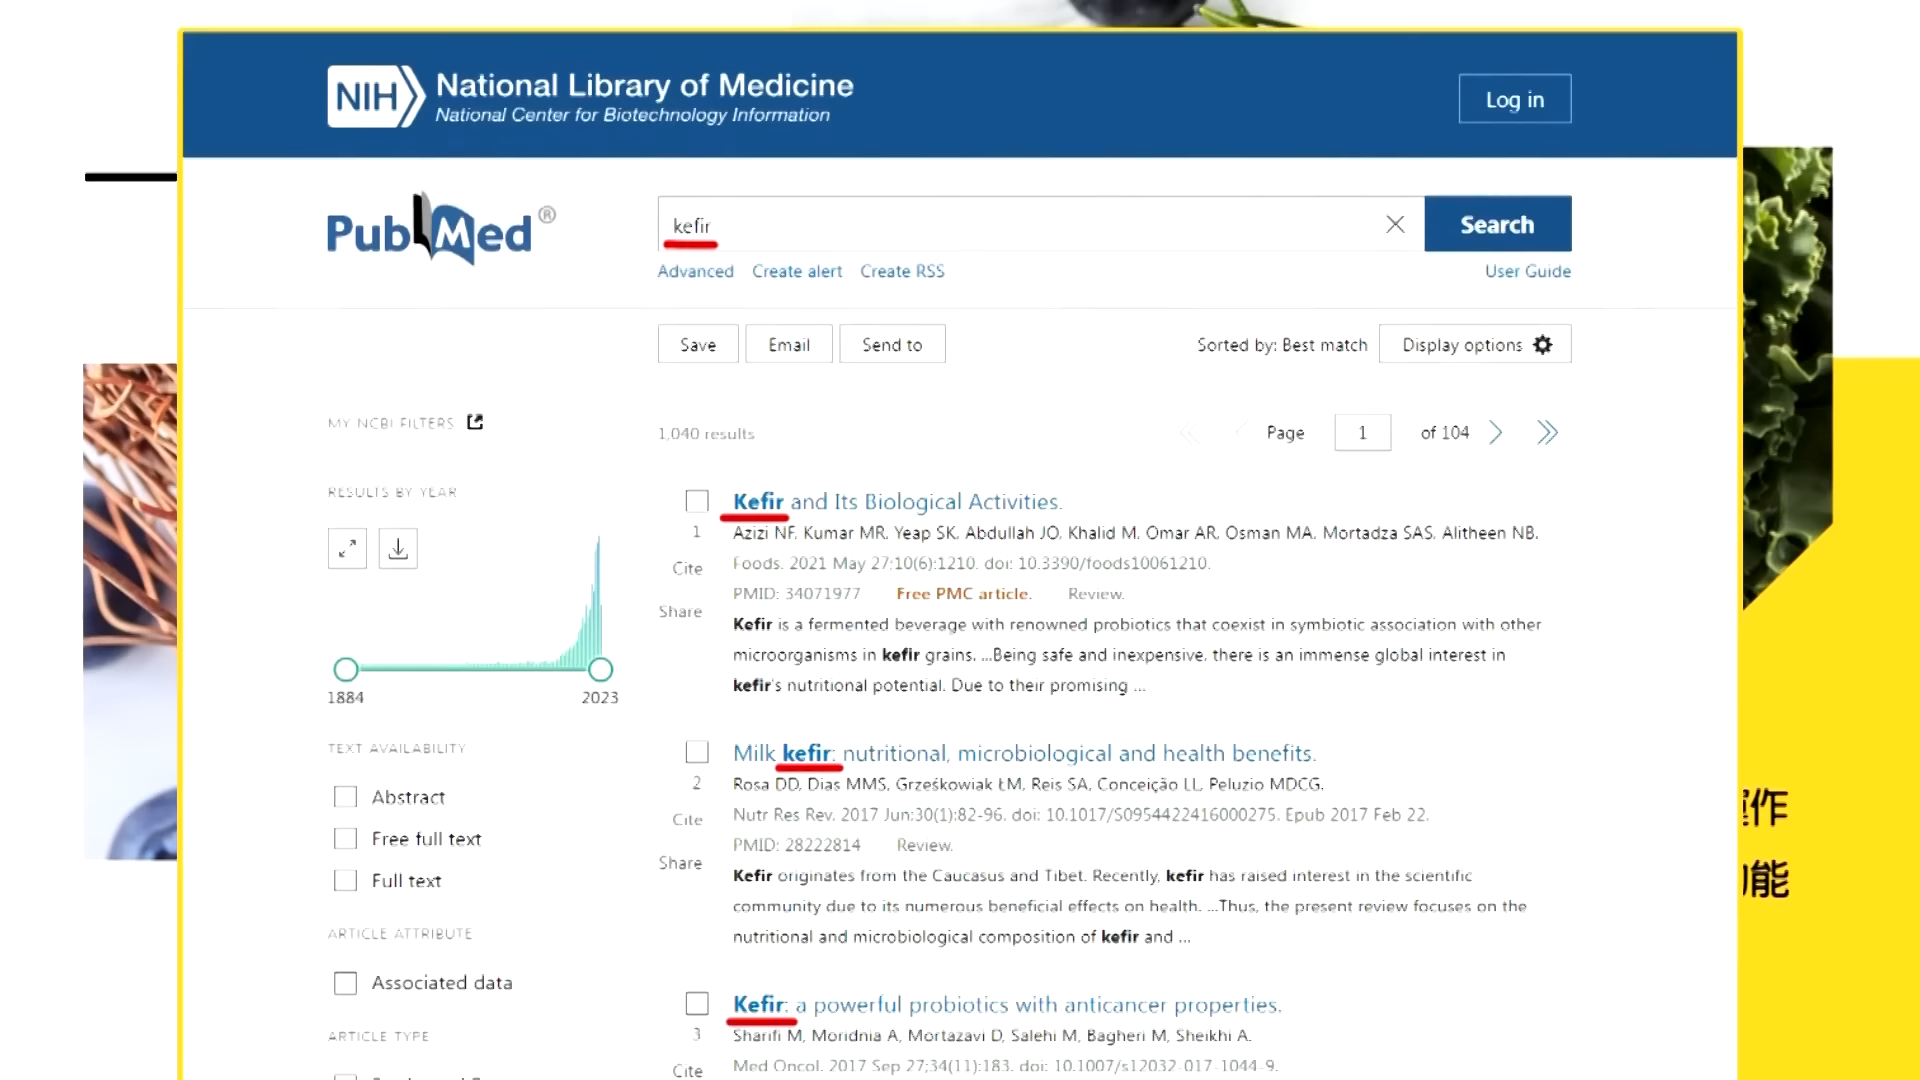 NIH National Library of Medicine
National Center for Biotechnology Information
Log in
PubMed®
kefir
Search
Advanced Create alert Create RSS
User Guide
Save Email Send to
Sorted by: Best match Display options
MY NCBI FILTERS
1,040 results
Page 1 of 104
RESULTS BY YEAR
1884 2023
TEXT AVAILABILITY
Abstract
Free full text
Full text
ARTICLE ATTRIBUTE
Associated data
ARTICLE TYPE
Kefir and Its Biological Activities.
1
Azizi NF, Kumar MR, Yeap SK, Abdullah JO, Khalid M, Omar AR, Osman MA, Mortadza SAS, Alitheen NB.
Cite
Foods. 2021 May 27;10(6):1210. doi: 10.3390/foods10061210.
PMID: 34071977 Free PMC article. Review.
Share
Kefir is a fermented beverage with renowned probiotics that coexist in symbiotic association with other
microorganisms in kefir grains. ...Being safe and inexpensive, there is an immense global interest in
kefir's nutritional potential. Due to their promising ...
Milk kefir: nutritional, microbiological and health benefits.
2
Rosa DD, Dias MMS, Grześkowiak ŁM, Reis SA, Conceição LL, Peluzio MDCG.
Cite
Nutr Res Rev. 2017 Jun;30(1):82-96. doi: 10.1017/S0954422416000275. Epub 2017 Feb 22.
PMID: 28222814 Review.
Share
Kefir originates from the Caucasus and Tibet. Recently, kefir has raised interest in the scientific
community due to its numerous beneficial effects on health. ...Thus, the present review focuses on the
nutritional and microbiological composition of kefir and ...
Kefir: a powerful probiotics with anticancer properties.
3
Sharifi M, Moridnia A, Mortazavi D, Salehi M, Bagheri M, Sheikhi A.
Cite
Med Oncol. 2017 Sep 27;34(11):183. doi: 10.1007/s12032-017-1044-9.
作
能